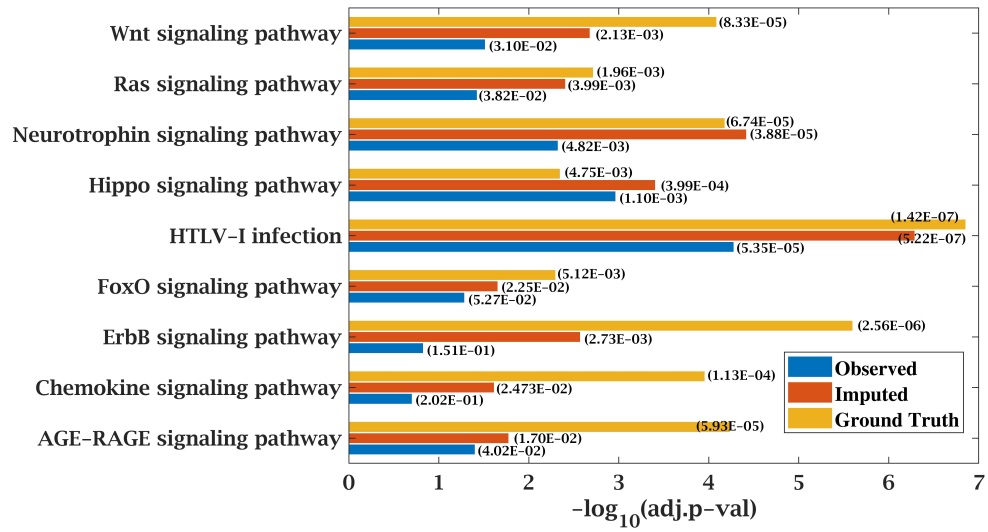 Wnt signaling pathway
(8.33E-05)
(2.13E-03)
(3.10E-02)
Ras signaling pathway
(1.96E-03)
(3.99E-03)
(3.82E-02)
Neurotrophin signaling pathway
(6.74E-05)
(3.88E-05)
(4.82E-03)
Hippo signaling pathway
(4.75E-03)
(3.99E-04)
(1.10E-03)
HTLV-I infection
(1.42E-07)
(5.22E-07)
(5.35E-05)
FoxO signaling pathway
(5.12E-03)
(2.25E-02)
(5.27E-02)
ErbB signaling pathway
(2.56E-06)
(2.73E-03)
(1.51E-01)
Chemokine signaling pathway
(1.13E-04)
(2.473E-02)
(2.02E-01)
AGE-RAGE signaling pathway
(5.93E-05)
(1.70E-02)
(4.02E-02)
Observed
Imputed
Ground Truth
0 1 2 3 4 5 6 7
-log10(adj.p-val)